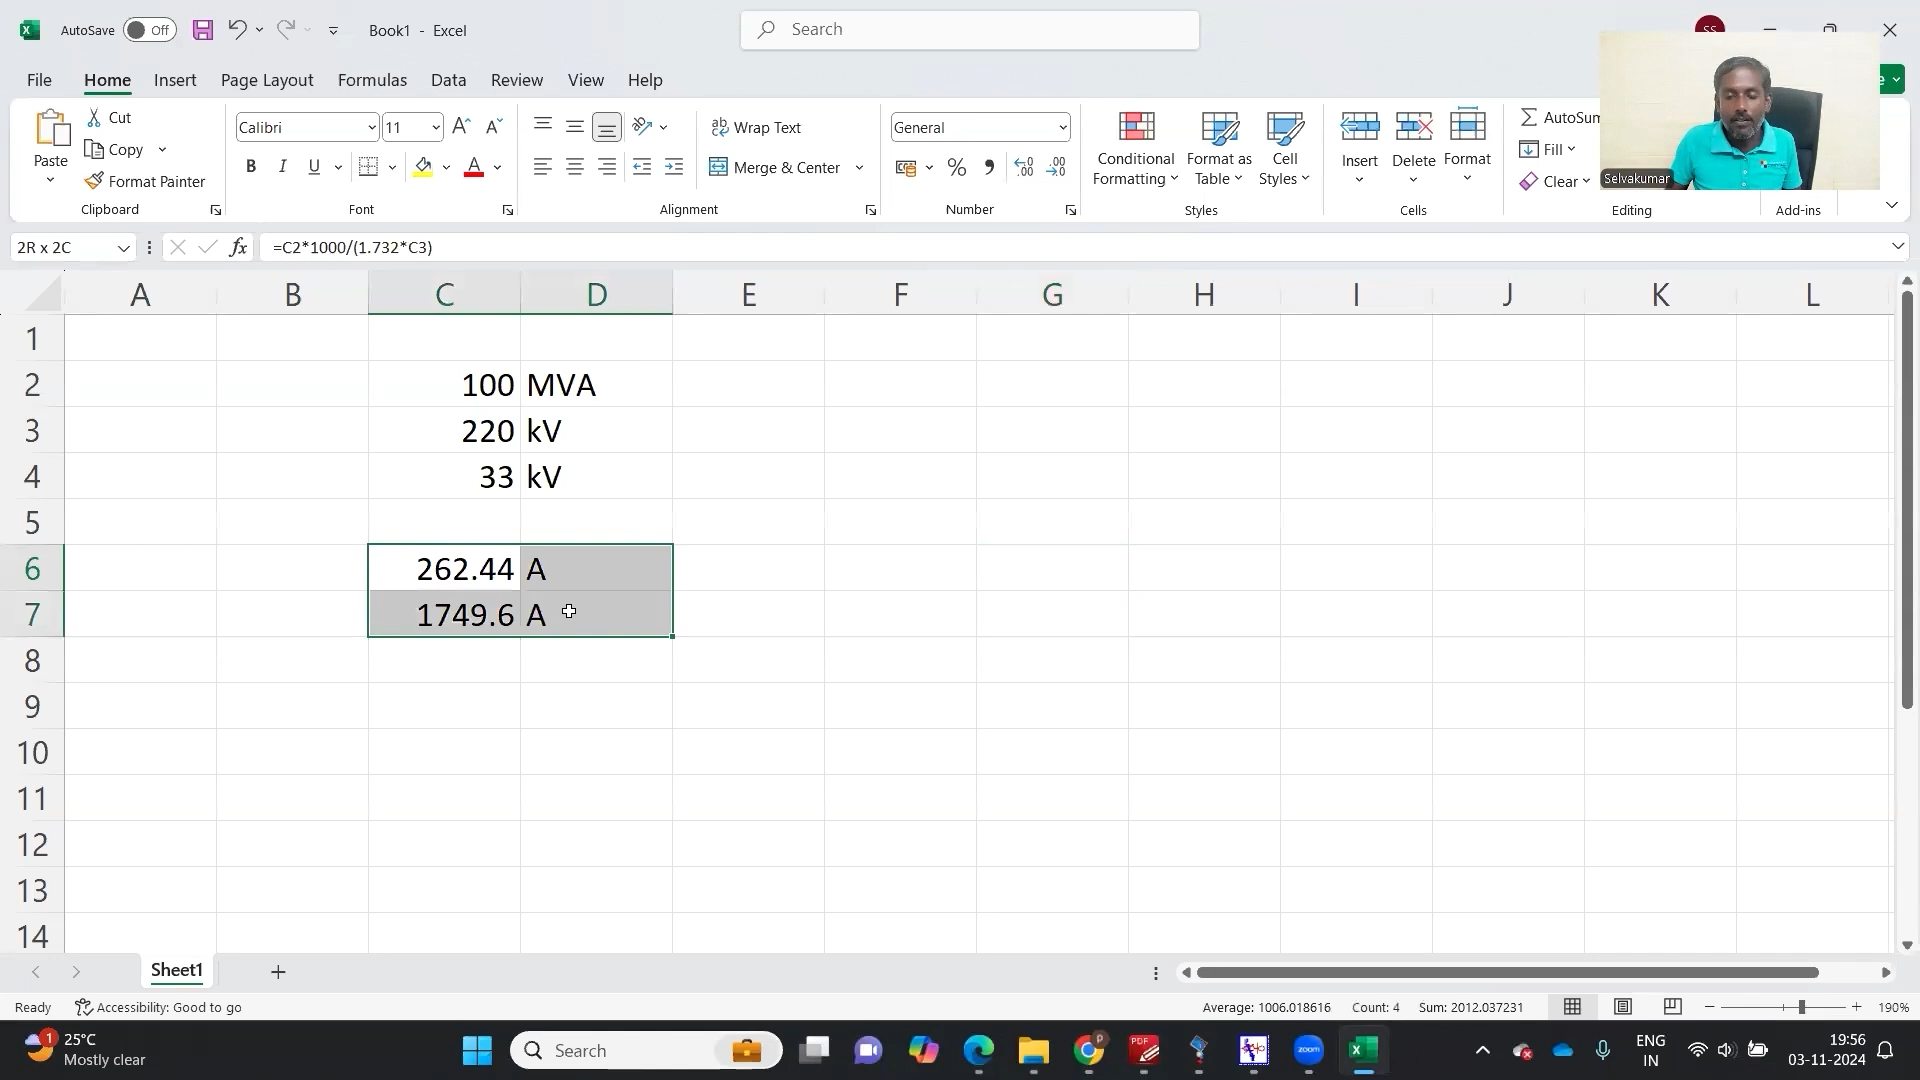 AutoSave Off Book1 - Excel Search SS
File Home Insert Page Layout Formulas Data Review View Help
Paste Cut Copy Format Painter Clipboard
Calibri 11 B I U A Font
Wrap Text Merge & Center Alignment
General % Number
Conditional Formatting Format as Table Cell Styles Styles
Insert Delete Format Cells
AutoSum Fill Clear Editing Add-ins
Selvakumar
2R x 2C fx =C2*1000/(1.732*C3)
A B C D E F G H I J K L
1
2 100 MVA
3 220 kV
4 33 kV
5
6 262.44 A
7 1749.6 A
8
9
10
11
12
13
14
Sheet1 +
Ready Accessibility: Good to go Average: 1006.018616 Count: 4 Sum: 2012.037231 190%
1 25°C Mostly clear Search PDF zoom ENG IN 19:56 03-11-2024